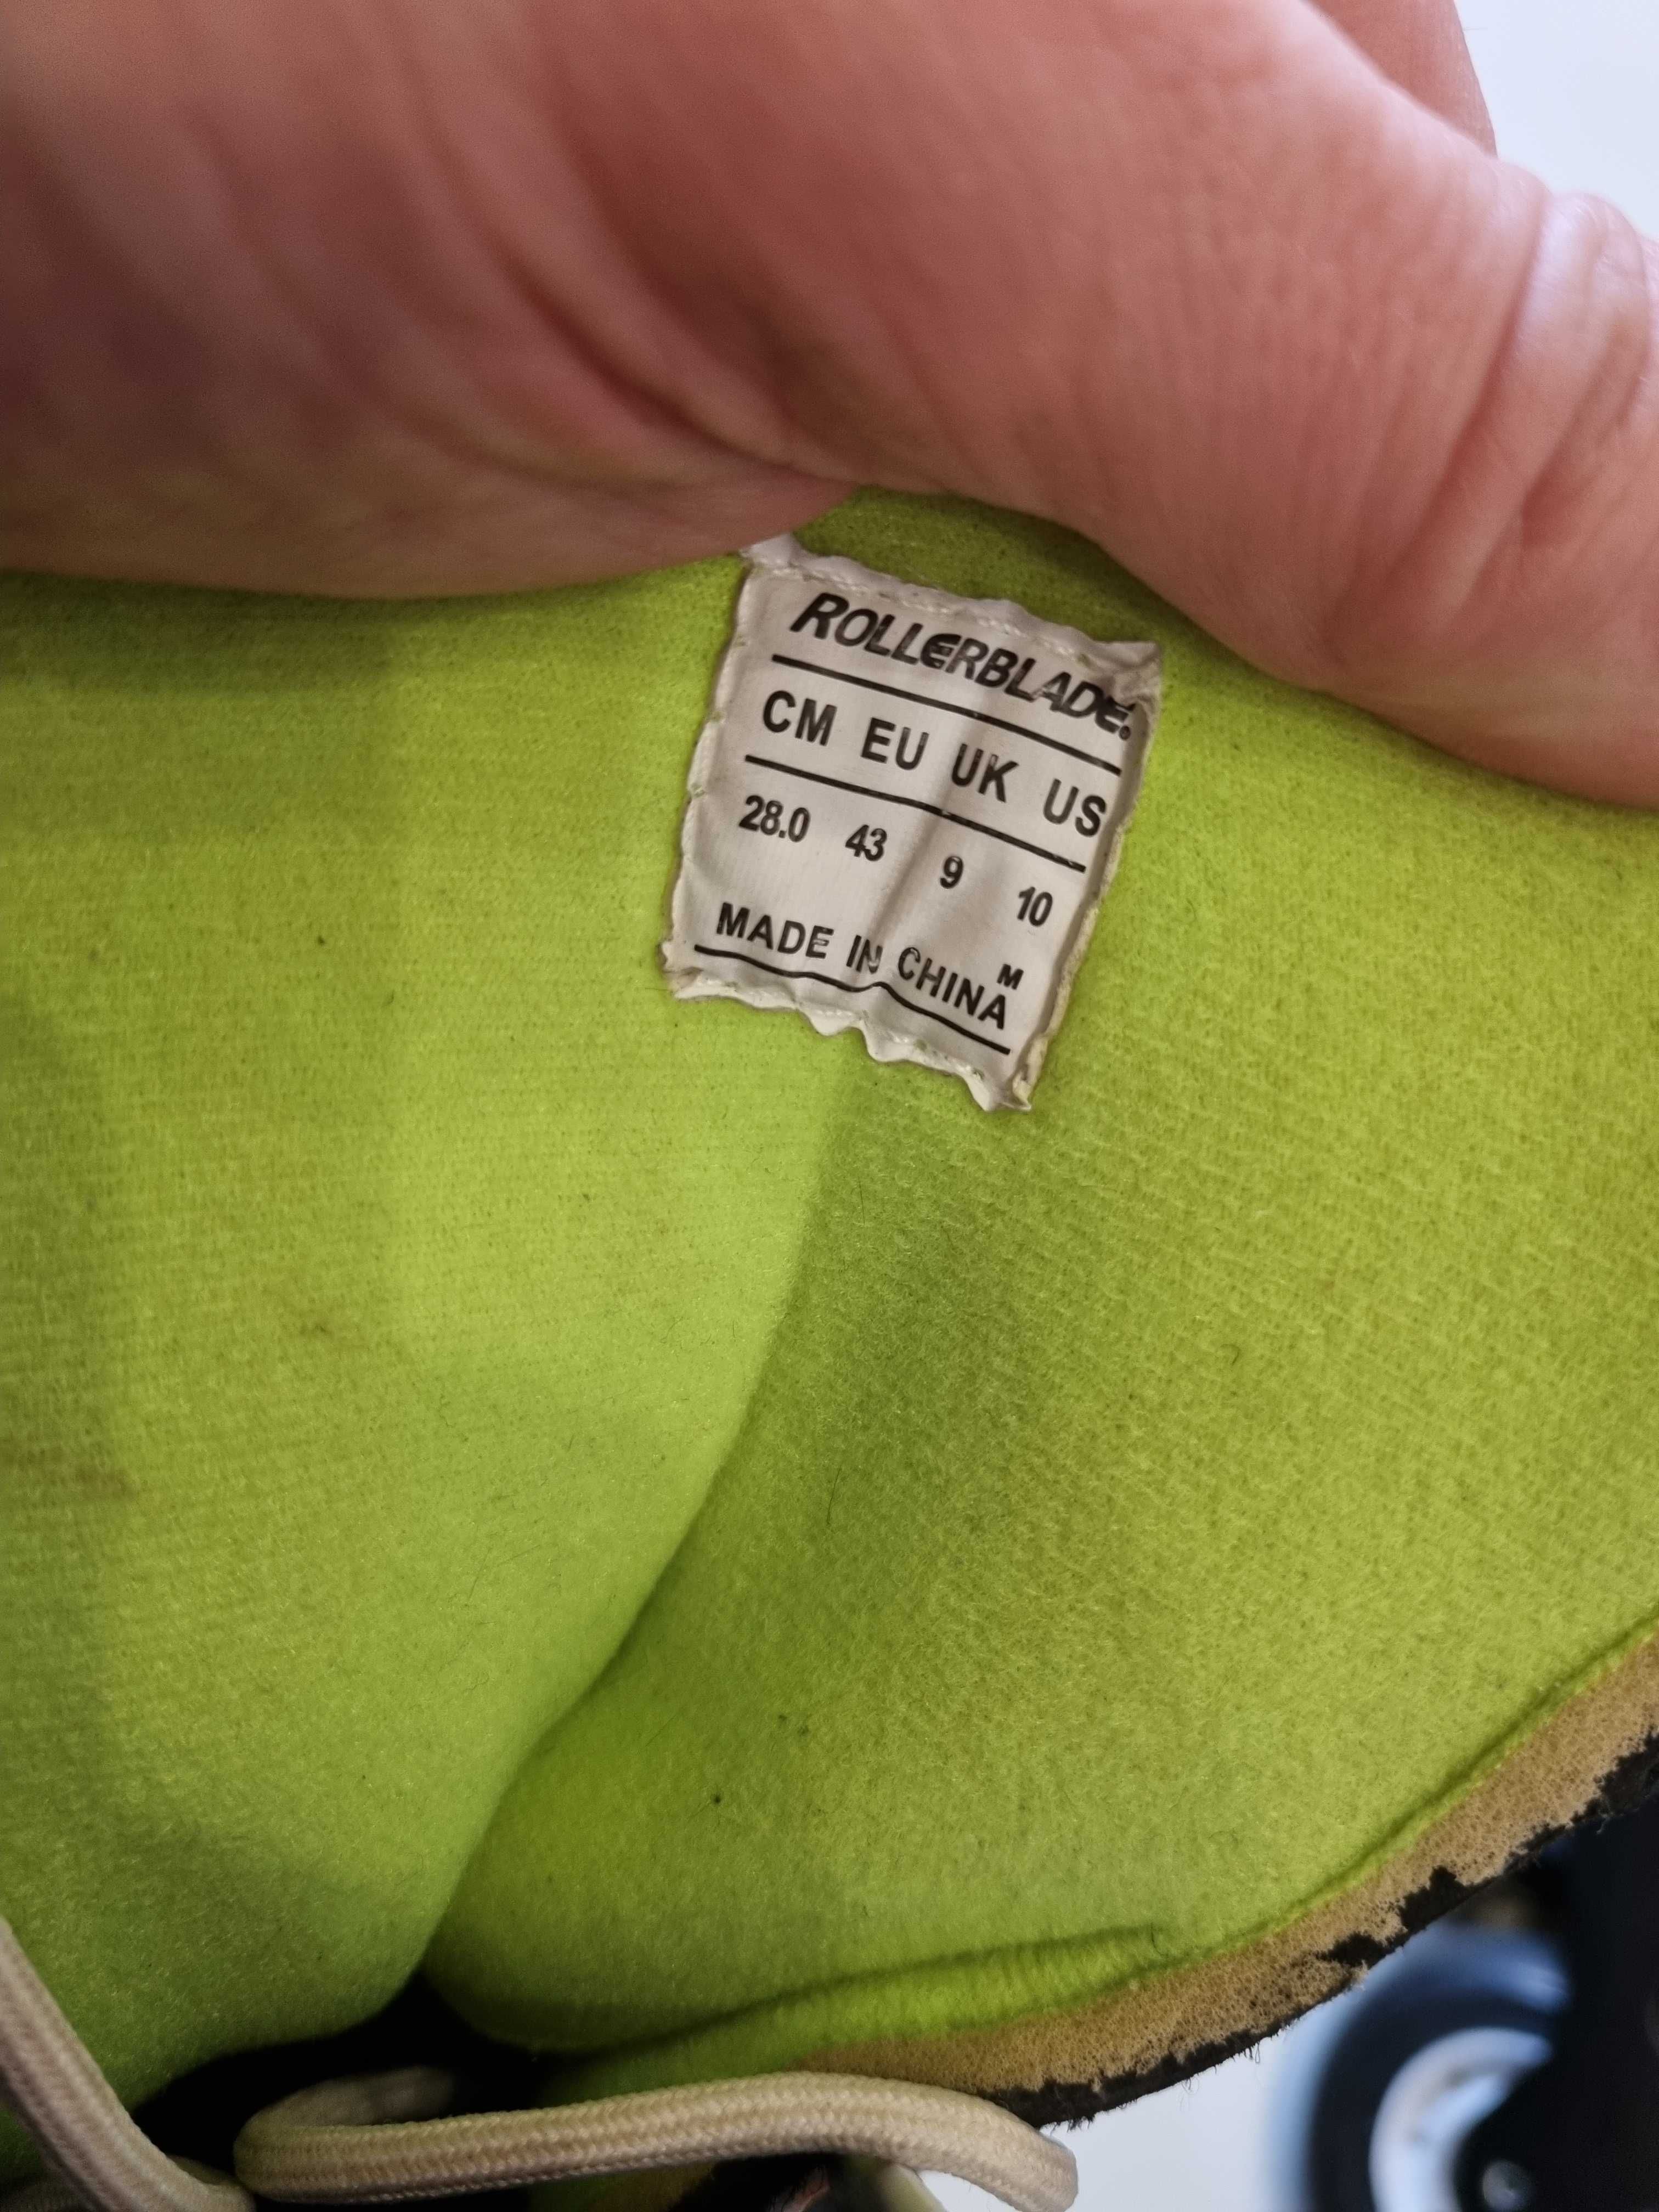 ROLLERBLADE.
CM EU UK US
28.0 43 9 10
M
MADE IN CHINA